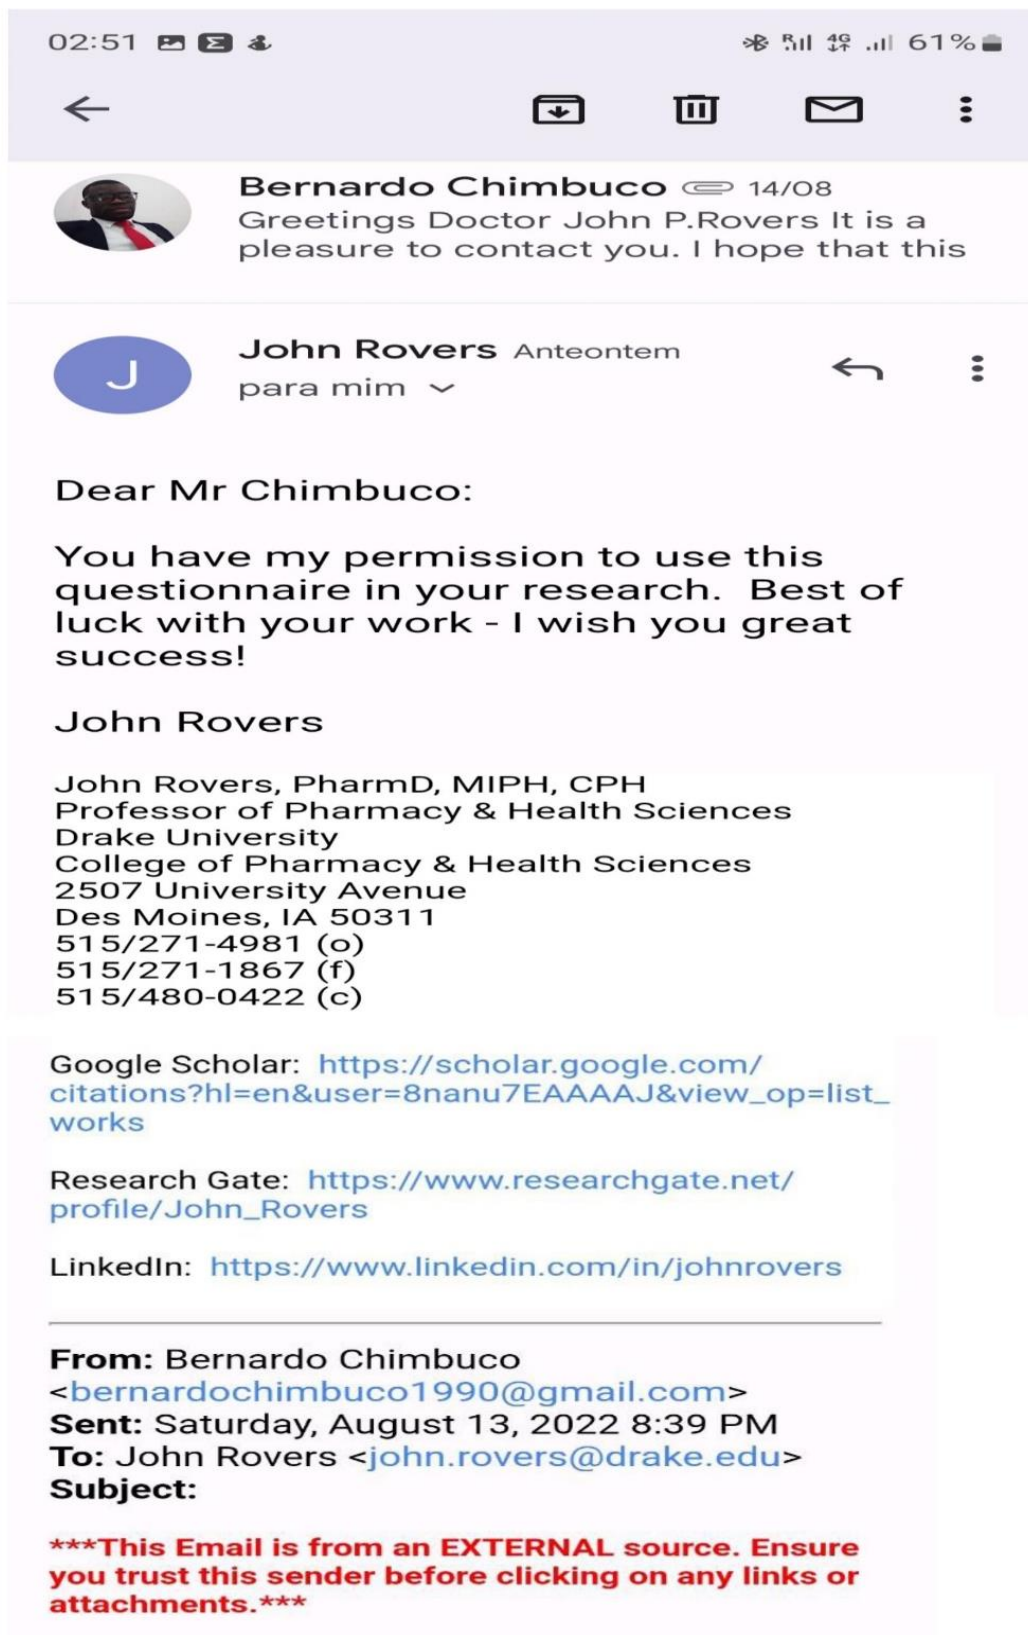 02:51 4G 61%
Bernardo Chimbuco 14/08
Greetings Doctor John P.Rovers It is a
pleasure to contact you. I hope that this
J
John Rovers Anteontem
para mim
Dear Mr Chimbuco:
You have my permission to use this
questionnaire in your research.  Best of
luck with your work - I wish you great
success!
John Rovers
John Rovers, PharmD, MIPH, CPH
Professor of Pharmacy & Health Sciences
Drake University
College of Pharmacy & Health Sciences
2507 University Avenue
Des Moines, IA 50311
515/271-4981 (o)
515/271-1867 (f)
515/480-0422 (c)
Google Scholar:  https://scholar.google.com/
citations?hl=en&user=8nanu7EAAAAJ&view_op=list_
works
Research Gate:  https://www.researchgate.net/
profile/John_Rovers
LinkedIn:  https://www.linkedin.com/in/johnrovers
From: Bernardo Chimbuco
<bernardochimbuco1990@gmail.com>
Sent: Saturday, August 13, 2022 8:39 PM
To: John Rovers <john.rovers@drake.edu>
Subject:
***This Email is from an EXTERNAL source. Ensure
you trust this sender before clicking on any links or
attachments.***